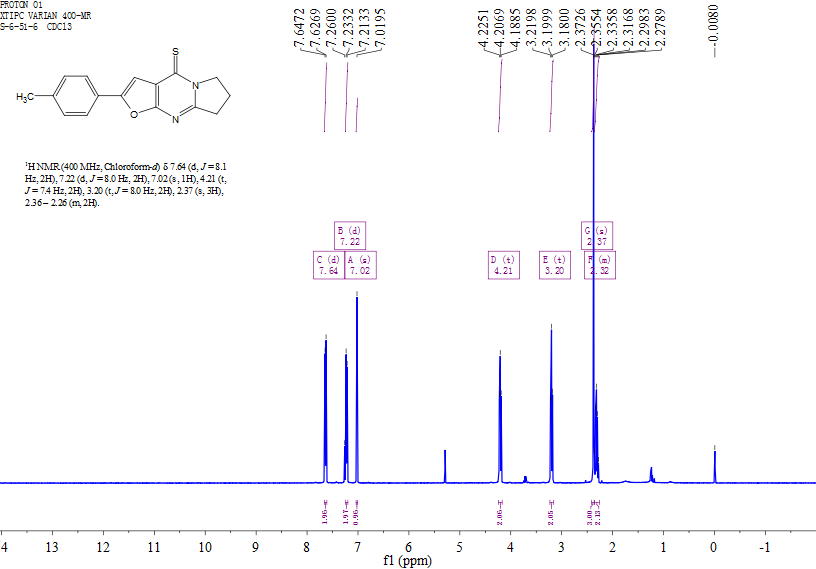 PROTON 01
XTIPC VARIAN 400-MR
S-6-51-6 CDCl3
7.6472
7.6269
7.2600
7.2332
7.2133
7.0195
4.2251
4.2069
4.1885
3.2198
3.1999
3.1800
2.3726
2.3554
2.3358
2.3168
2.2983
2.2789
-0.0080
S
N
H₃C
O
N
¹H NMR (400 MHz, Chloroform-d) δ 7.64 (d, J = 8.1
Hz, 2H), 7.22 (d, J = 8.0 Hz, 2H), 7.02 (s, 1H), 4.21 (t,
J = 7.4 Hz, 2H), 3.20 (t, J = 8.0 Hz, 2H), 2.37 (s, 3H),
2.36 – 2.26 (m, 2H).
B (d)
7.22
G (s)
2.37
C (d)
7.64
A (s)
7.02
D (t)
4.21
E (t)
3.20
F (m)
2.32
1.96
1.97
0.96
2.06
2.05
3.00
2.13
4 13 12 11 10 9 8 7 6 5 4 3 2 1 0 -1
f1 (ppm)